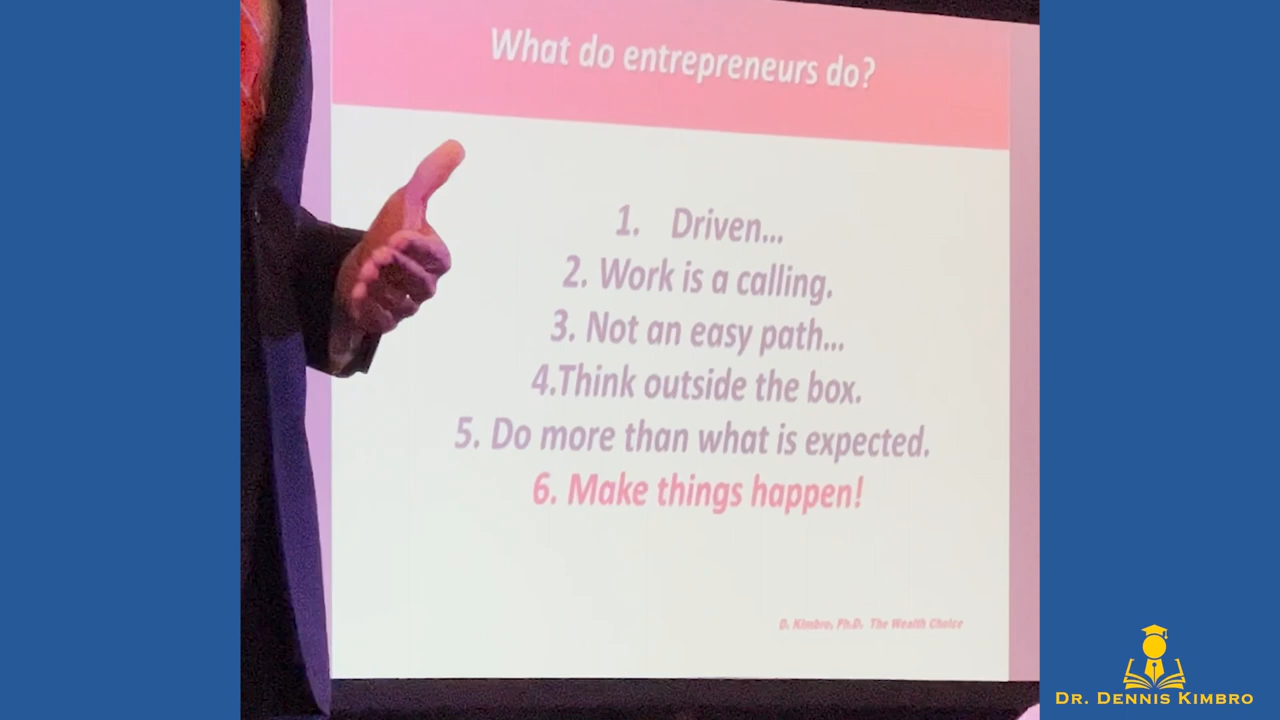 What do entrepreneurs do?
1. Driven...
2. Work is a calling.
3. Not an easy path...
4.Think outside the box.
5. Do more than what is expected.
6. Make things happen!
D. Kimbro, Ph.D. The Wealth Choice
DR. DENNIS KIMBRO